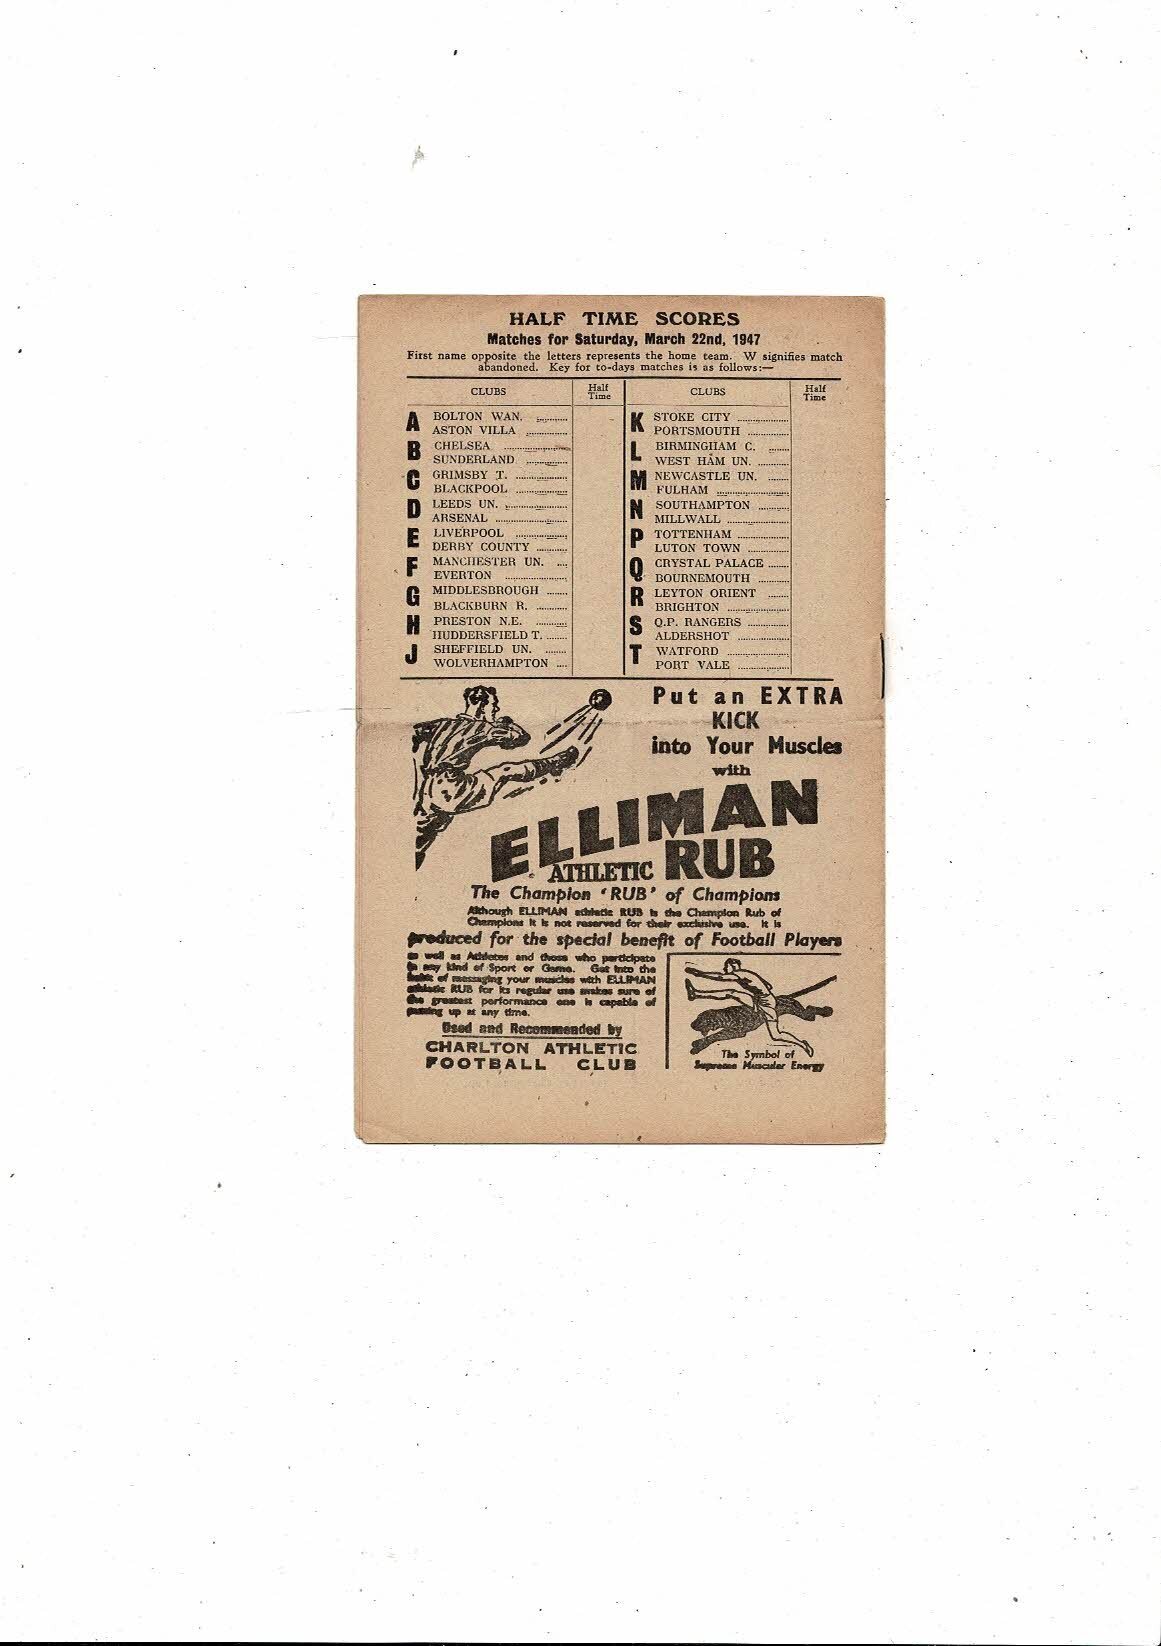 HALF TIME SCORES
Matches for Saturday, March 22nd, 1947
First name opposite the letters represents the home team. W signifies match
abandoned. Key for to-days matches is as follows:—
CLUBS Half Time CLUBS Half Time
A BOLTON WAN. ............
ASTON VILLA ............
B CHELSEA ............
SUNDERLAND ............
C GRIMSBY T. ............
BLACKPOOL ............
D LEEDS UN. ............
ARSENAL ............
E LIVERPOOL ............
DERBY COUNTY ............
F MANCHESTER UN. ....
EVERTON ............
G MIDDLESBROUGH ........
BLACKBURN R. ............
H PRESTON N.E. ............
HUDDERSFIELD T. ........
J SHEFFIELD UN. ........
WOLVERHAMPTON ....
K STOKE CITY ............
PORTSMOUTH ............
L BIRMINGHAM C. ........
WEST HAM UN. ............
M NEWCASTLE UN. ........
FULHAM ............
N SOUTHAMPTON ............
MILLWALL ............
P TOTTENHAM ............
LUTON TOWN ............
Q CRYSTAL PALACE ........
BOURNEMOUTH ............
R LEYTON ORIENT ........
BRIGHTON ............
S Q.P. RANGERS ............
ALDERSHOT ............
T WATFORD ............
PORT VALE ............
Put an EXTRA
KICK
into Your Muscles
with
ELLIMAN
ATHLETIC RUB
The Champion ‘RUB’ of Champions
Although ELLIMAN athletic RUB is the Champion Rub of
Champions it is not reserved for their exclusive use. It is
produced for the special benefit of Football Players
as well as Athletes and those who participate
in any kind of Sport or Game. Get into the
habit of massaging your muscles with ELLIMAN
athletic RUB for its regular use makes sure of
the greatest performance one is capable of
putting up at any time.
Used and Recommended by
CHARLTON ATHLETIC
FOOTBALL CLUB
The Symbol of
Supreme Muscular Energy